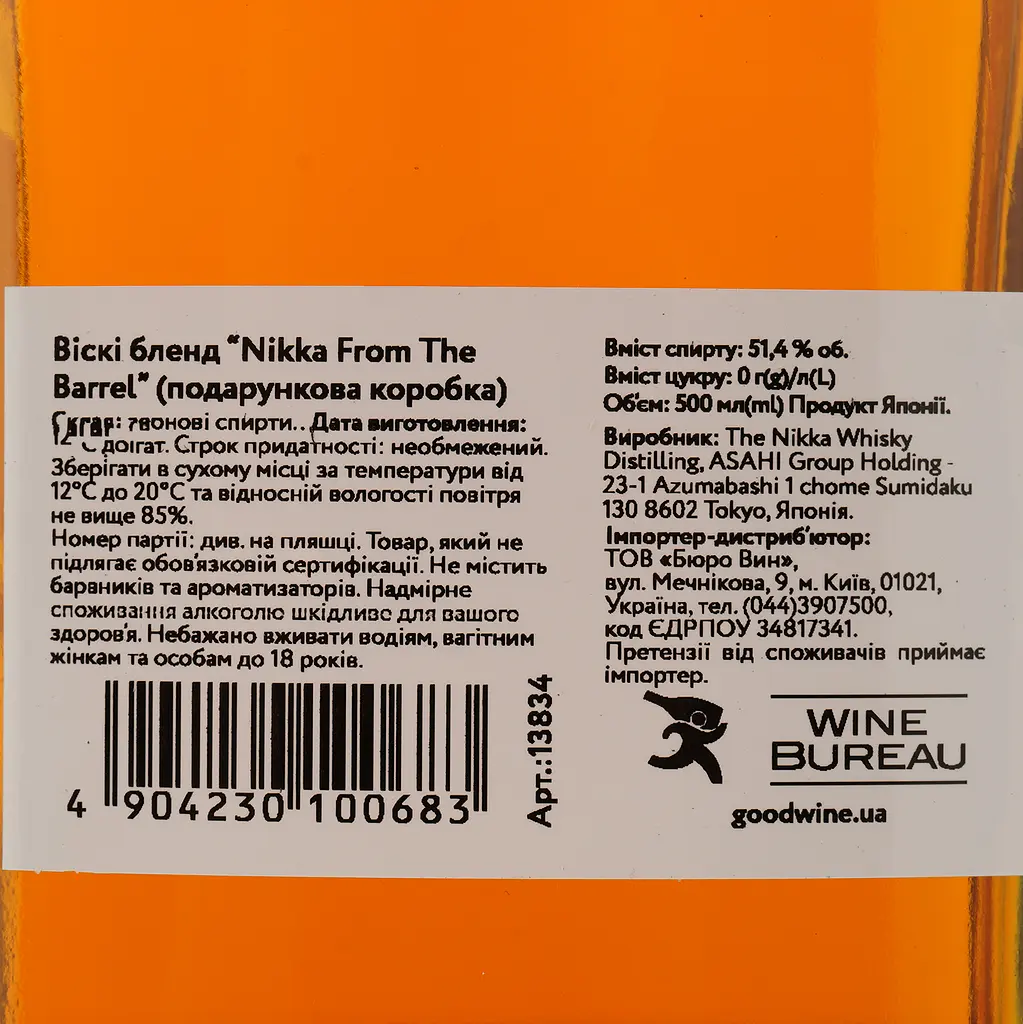 Віскі бленд “Nikka From The
Barrel” (подарункова коробка)
спирти.. Дата виготовлення:
Строк придатності: необмежений.
Зберігати в сухому місці за температури від
12°C до 20°C та відносній вологості повітря
не вище 85%.
Номер партії: див. на пляшці. Товар, який не
підлягає обов'язковій сертифікації. Не містить
барвників та ароматизаторів. Надмірне
споживання алкоголю шкідливе для вашого
здоров'я. Небажано вживати водіям, вагітним
жінкам та особам до 18 років.
4 904230 100683
Арт.:13834
Вміст спирту: 51,4 % об.
Вміст цукру: 0 г(g)/л(L)
Об'єм: 500 мл(ml) Продукт Японії.
Виробник: The Nikka Whisky
Distilling, ASAHI Group Holding -
23-1 Azumabashi 1 chome Sumidaku
130 8602 Tokyo, Японія.
Імпортер-дистриб'ютор:
ТОВ «Бюро Вин»,
вул. Мечнікова, 9, м. Київ, 01021,
Україна, тел. (044)3907500,
код ЄДРПОУ 34817341.
Претензії від споживачів приймає
імпортер.
WINE
BUREAU
goodwine.ua